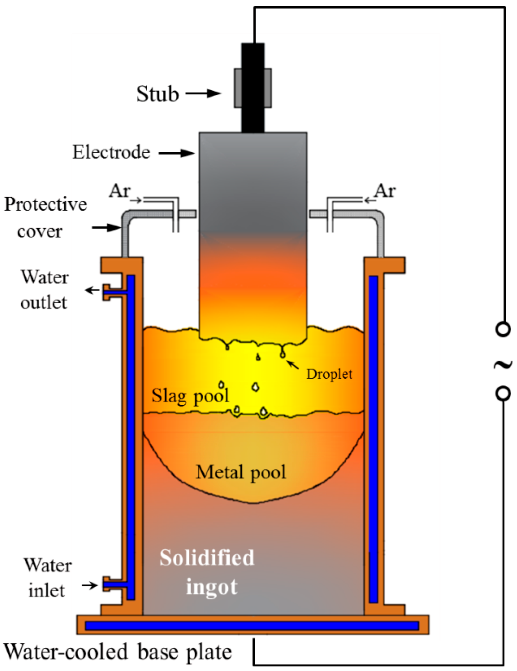 Stub
Electrode
Ar
Ar
Protective
cover
Water
outlet
Droplet
Slag pool
Metal pool
Water
inlet
Solidified
ingot
Water-cooled base plate
~